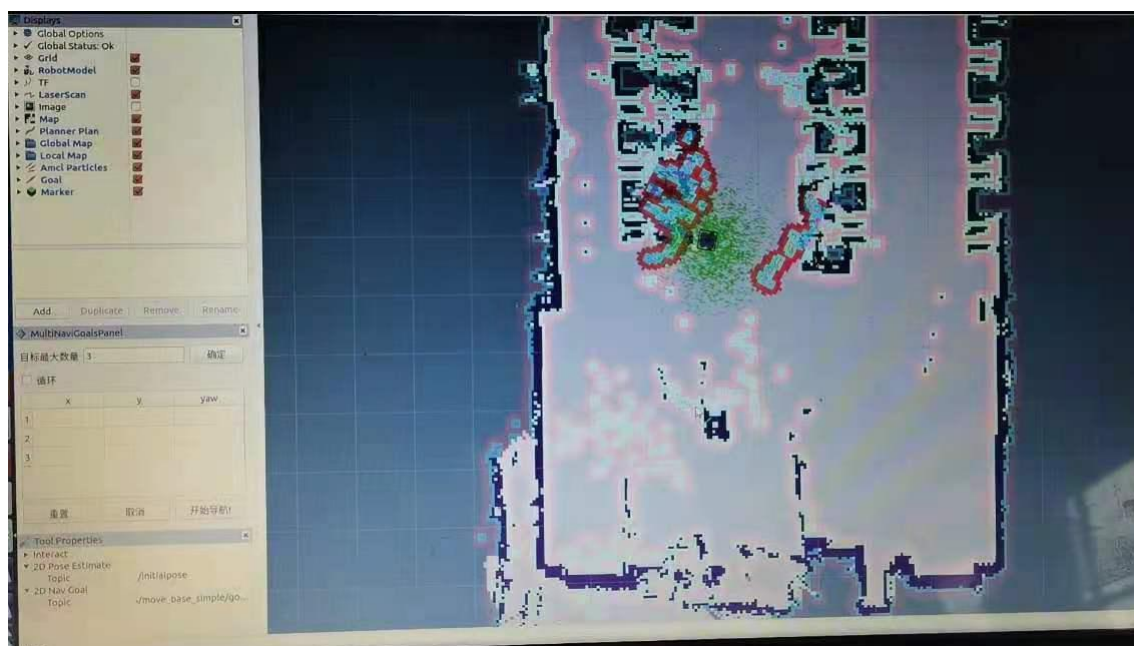 Displays
Global Options
Global Status: Ok
Grid
RobotModel
TF
LaserScan
Image
Map
Planner Plan
Global Map
Local Map
Amcl Particles
Goal
Marker
Add Duplicate Remove Rename
MultiNaviGoalsPanel
目标最大数量 3 确定
循环
x y yaw
1
2
3
重置 取消 开始导航!
Tool Properties
Interact
2D Pose Estimate
Topic /initialpose
2D Nav Goal
Topic /move_base_simple/go...